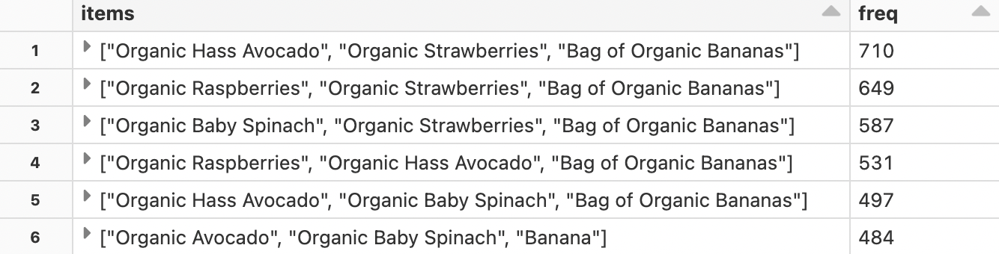 items freq
1 ["Organic Hass Avocado", "Organic Strawberries", "Bag of Organic Bananas"] 710
2 ["Organic Raspberries", "Organic Strawberries", "Bag of Organic Bananas"] 649
3 ["Organic Baby Spinach", "Organic Strawberries", "Bag of Organic Bananas"] 587
4 ["Organic Raspberries", "Organic Hass Avocado", "Bag of Organic Bananas"] 531
5 ["Organic Hass Avocado", "Organic Baby Spinach", "Bag of Organic Bananas"] 497
6 ["Organic Avocado", "Organic Baby Spinach", "Banana"] 484